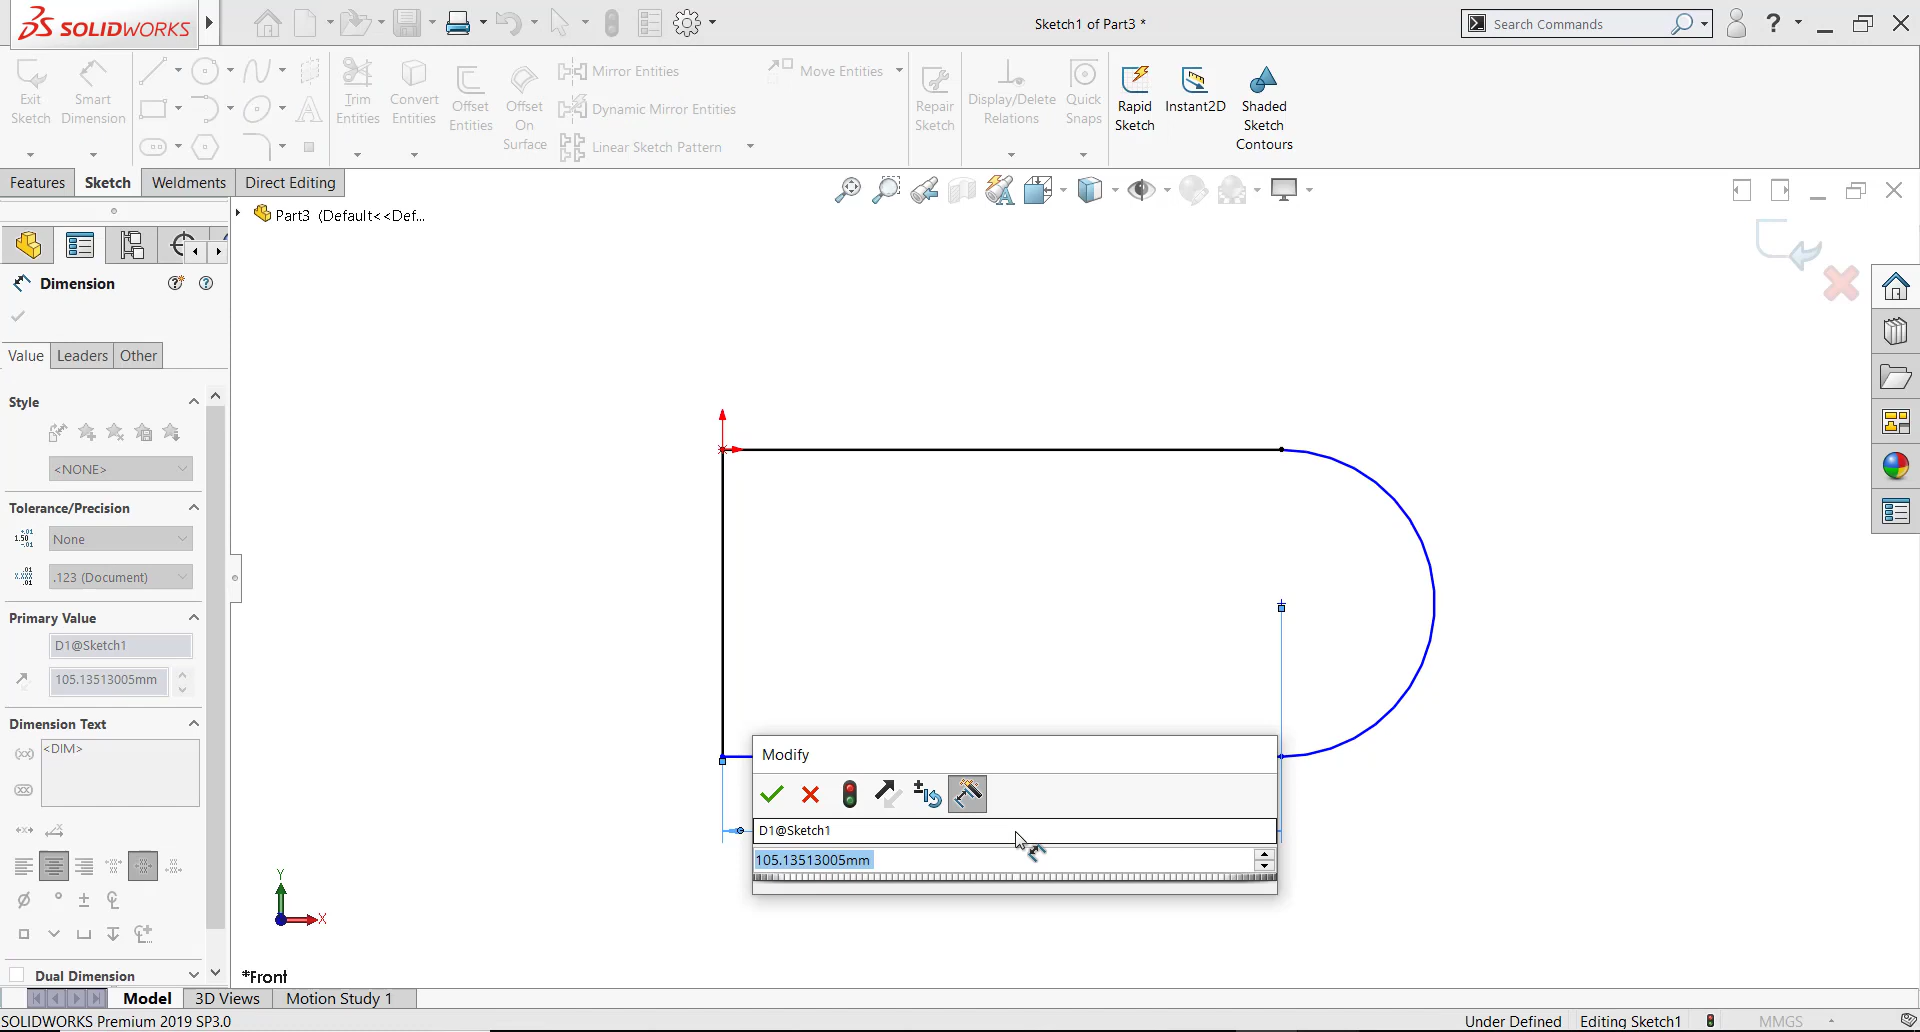 SOLIDWORKS
Sketch1 of Part3 *
Search Commands
?
Exit Sketch
Smart Dimension
Trim Entities
Convert Entities
Offset Entities
Offset On Surface
Mirror Entities
Dynamic Mirror Entities
Linear Sketch Pattern
Move Entities
Repair Sketch
Display/Delete Relations
Quick Snaps
Rapid Sketch
Instant2D
Shaded Sketch Contours
Features
Sketch
Weldments
Direct Editing
Part3 (Default<<Def...
Dimension
Value
Leaders
Other
Style
<NONE>
Tolerance/Precision
None
.123 (Document)
Primary Value
D1@Sketch1
105.13513005mm
Dimension Text
<DIM>
Dual Dimension
Modify
D1@Sketch1
105.13513005mm
Y
X
*Front
Model
3D Views
Motion Study 1
SOLIDWORKS Premium 2019 SP3.0
Under Defined
Editing Sketch1
MMGS